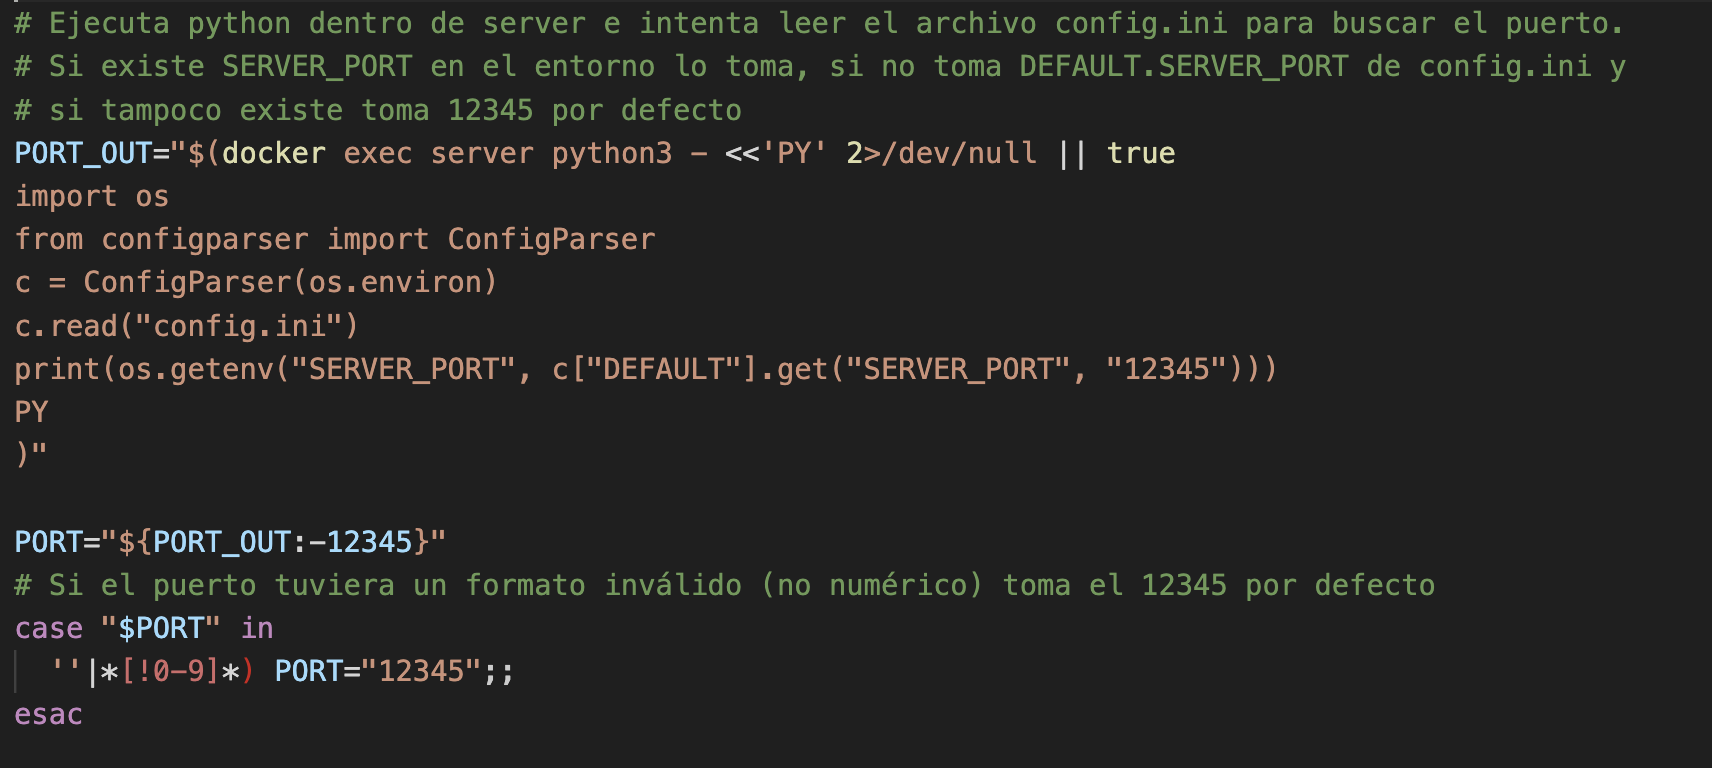 # Ejecuta python dentro de server e intenta leer el archivo config.ini para buscar el puerto.
# Si existe SERVER_PORT en el entorno lo toma, si no toma DEFAULT.SERVER_PORT de config.ini y
# si tampoco existe toma 12345 por defecto
PORT_OUT="$(docker exec server python3 - <<'PY' 2>/dev/null || true
import os
from configparser import ConfigParser
c = ConfigParser(os.environ)
c.read("config.ini")
print(os.getenv("SERVER_PORT", c["DEFAULT"].get("SERVER_PORT", "12345")))
PY
)"

PORT="${PORT_OUT:-12345}"
# Si el puerto tuviera un formato inválido (no numérico) toma el 12345 por defecto
case "$PORT" in
  ''|*[!0-9]*) PORT="12345";;
esac